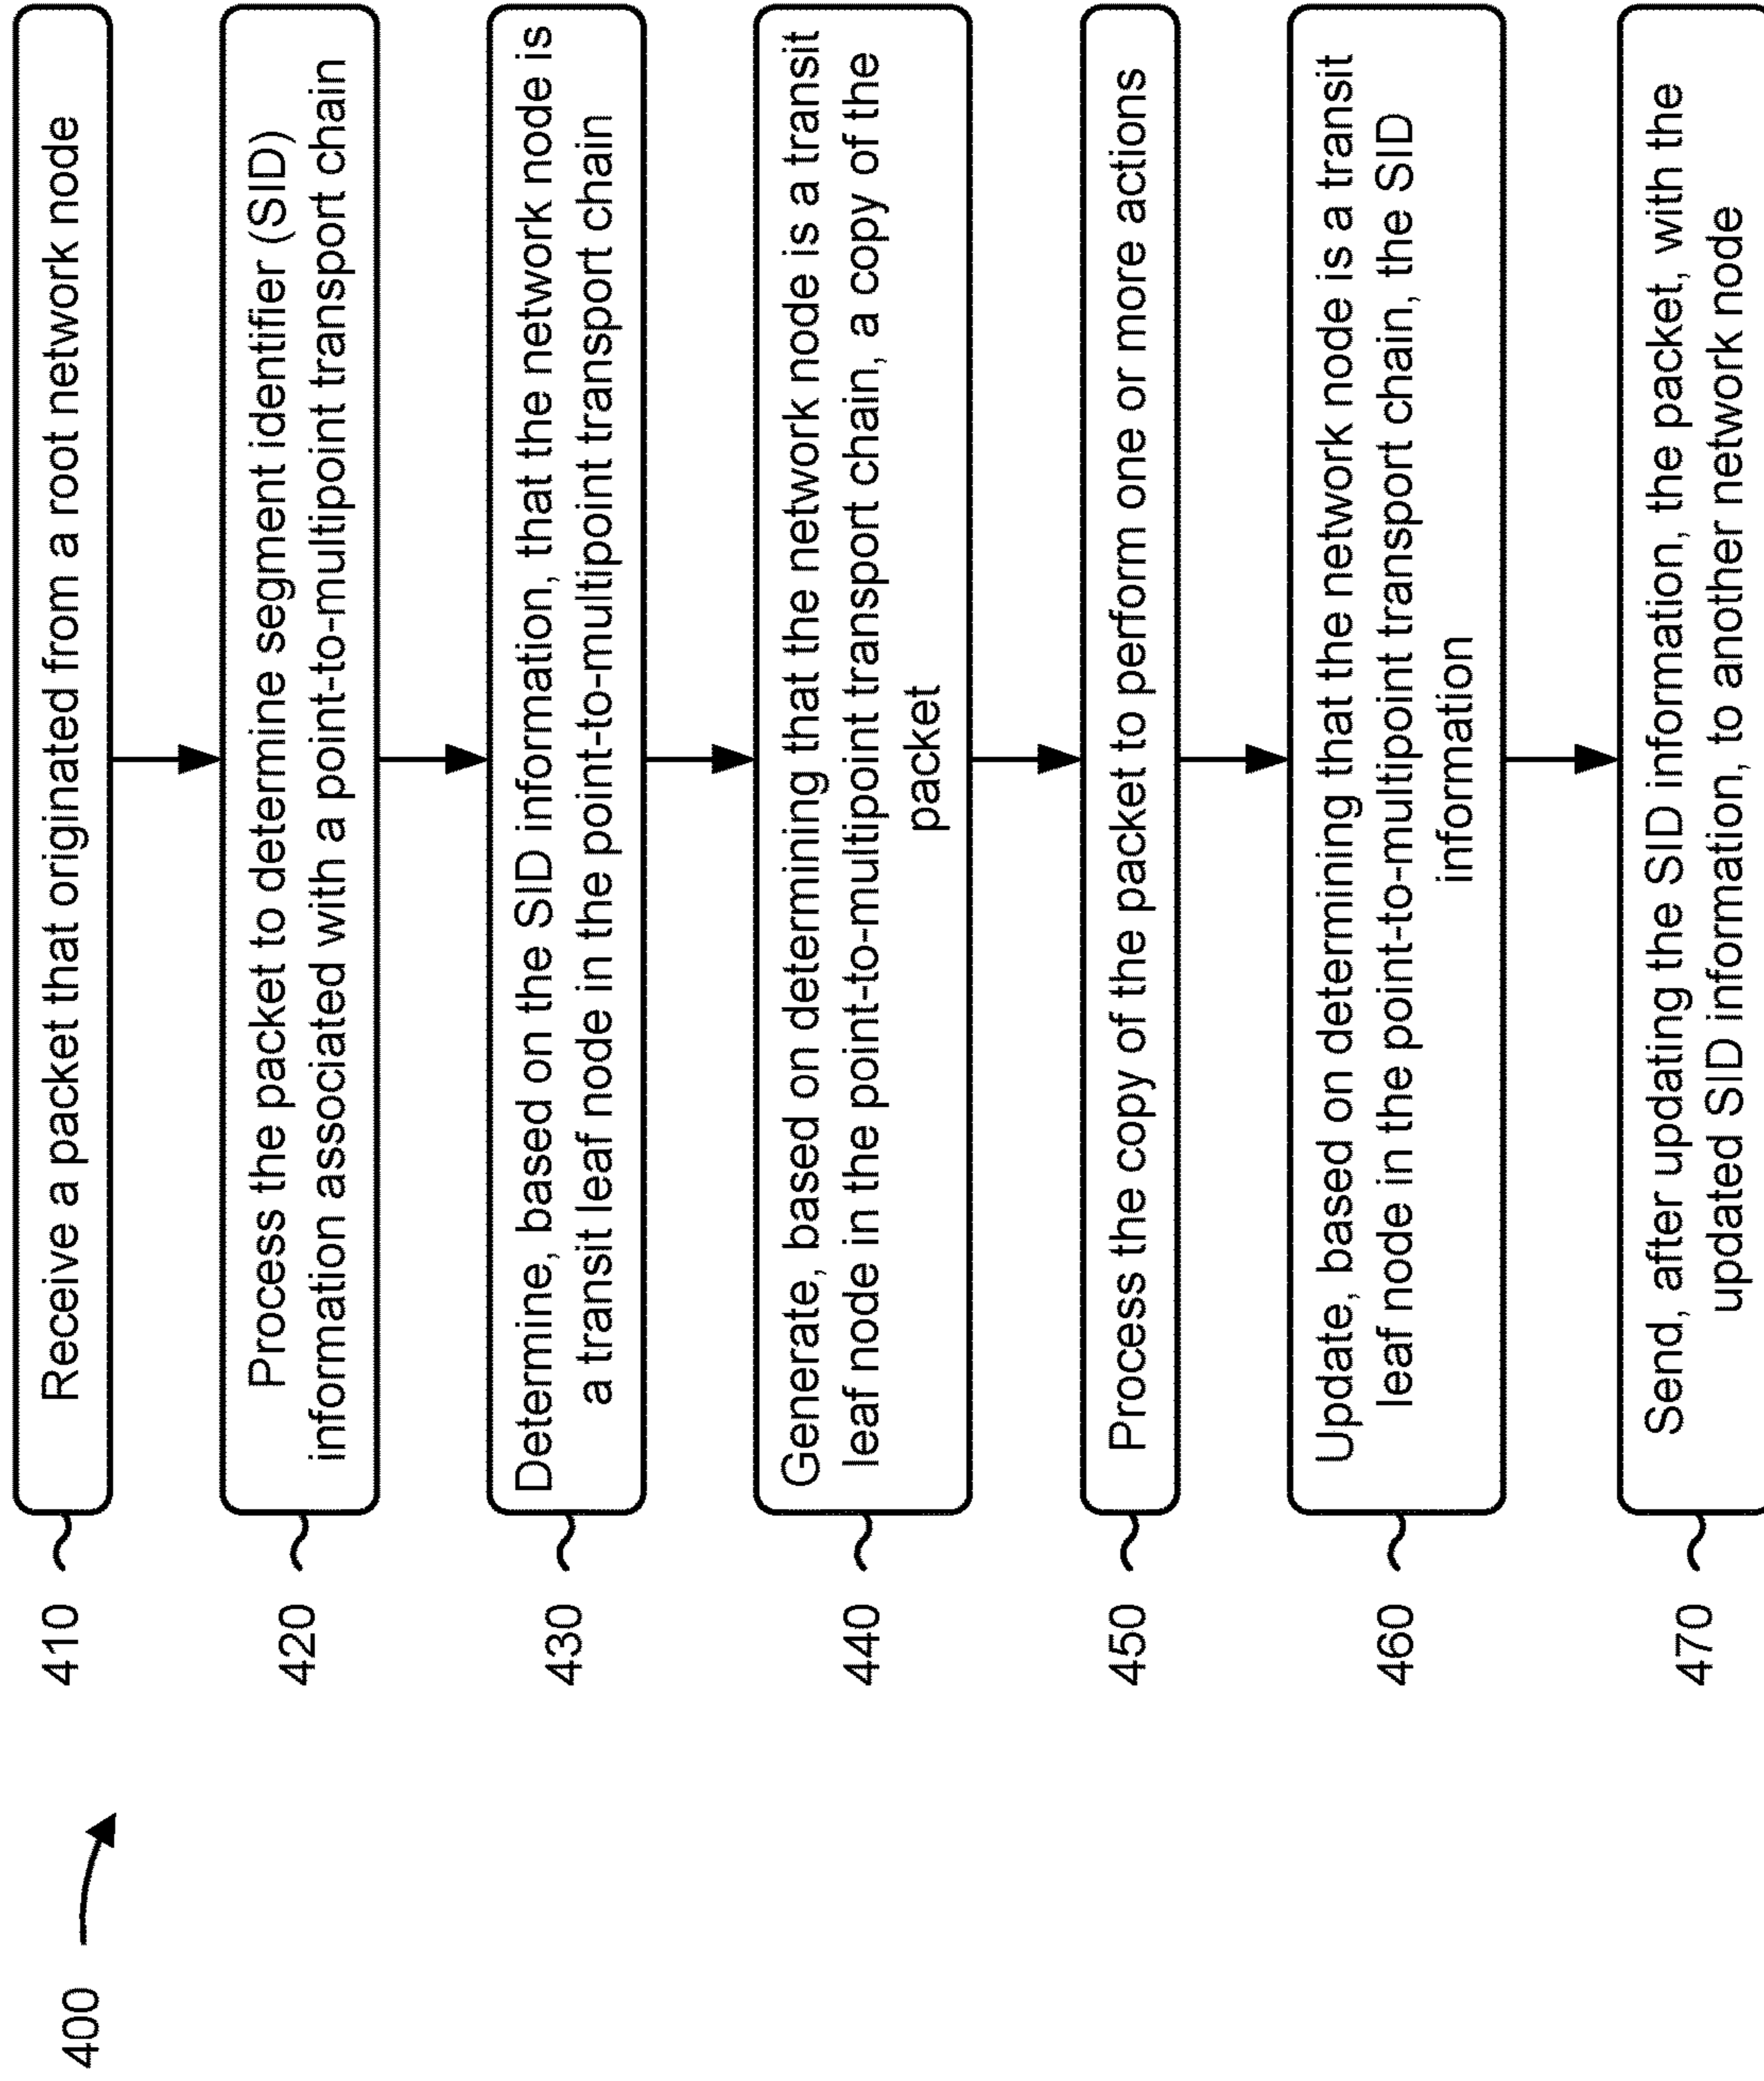 400
410
Receive a packet that originated from a root network node
420
Process the packet to determine segment identifier (SID)
information associated with a point-to-multipoint transport chain
430
Determine, based on the SID information, that the network node is
a transit leaf node in the point-to-multipoint transport chain
440
Generate, based on determining that the network node is a transit
leaf node in the point-to-multipoint transport chain, a copy of the
packet
450
Process the copy of the packet to perform one or more actions
460
Update, based on determining that the network node is a transit
leaf node in the point-to-multipoint transport chain, the SID
information
470
Send, after updating the SID information, the packet, with the
updated SID information, to another network node